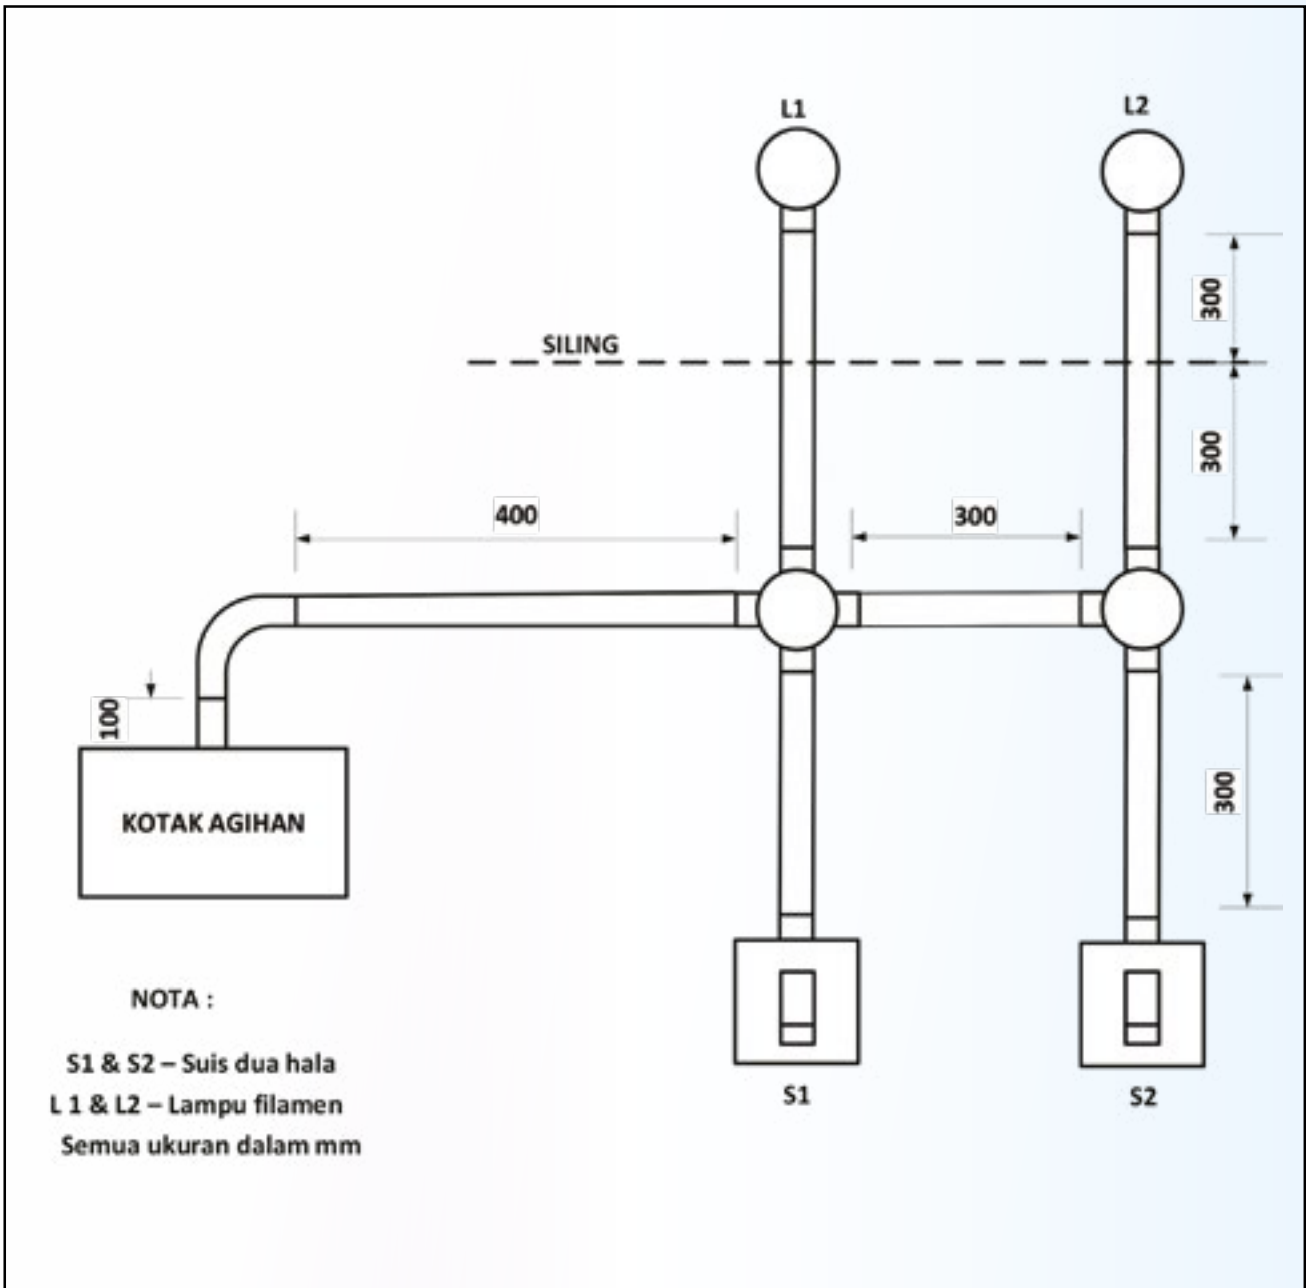 L1
L2
300
SILING
300
400
300
100
300
KOTAK AGIHAN
NOTA :
S1 & S2 – Suis dua hala
L 1 & L2 – Lampu filamen
Semua ukuran dalam mm
S1
S2